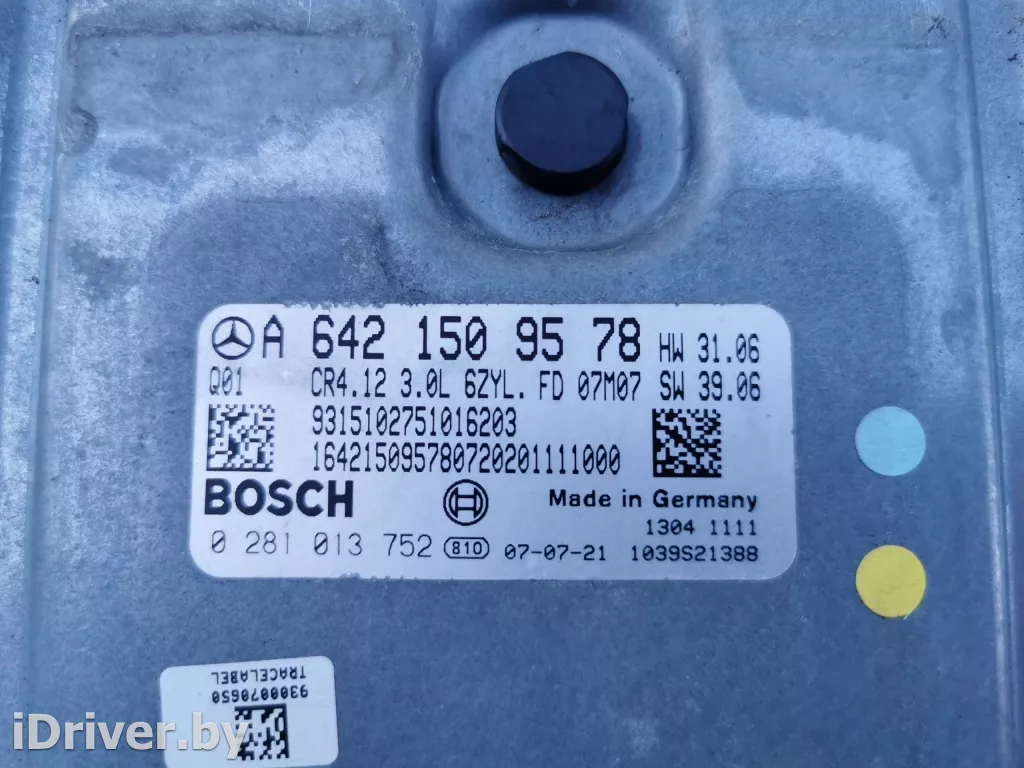 A 642 150 95 78 HW 31.06
Q01 CR4.12 3.0L 6ZYL. FD 07M07 SW 39.06
9315102751016203
16421509578072020​1111000
BOSCH Made in Germany
1304 1111
0 281 013 752 810 07-07-21 1039S21388
TRACELABEL
9300070650
iDriver.by